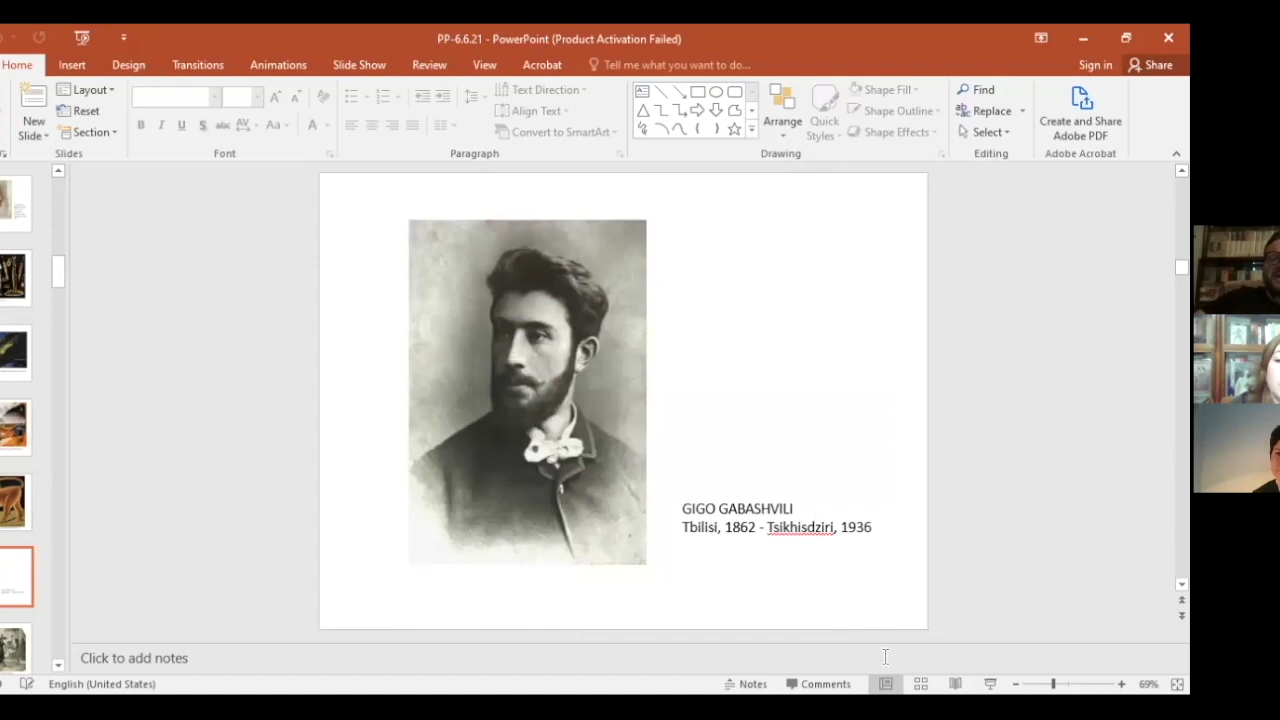 PP-6.6.21 - PowerPoint (Product Activation Failed)
Home Insert Design Transitions Animations Slide Show Review View Acrobat Tell me what you want to do... Sign in Share
New Slide
Layout
Reset
Section
Slides
B I U S abc AV Aa A
Font
Text Direction
Align Text
Convert to SmartArt
Paragraph
Arrange
Quick Styles
Shape Fill
Shape Outline
Shape Effects
Drawing
Find
Replace
Select
Editing
Create and Share
Adobe PDF
Adobe Acrobat
GIGO GABASHVILI
Tbilisi, 1862 - Tsikhisdziri, 1936
Click to add notes
English (United States) Notes Comments 69%